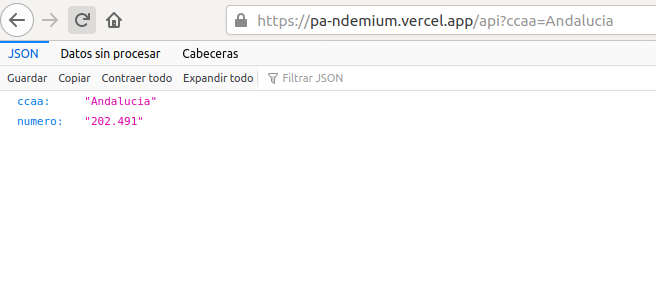 https://pa-ndemium.vercel.app/api?ccaa=Andalucia
JSON Datos sin procesar Cabeceras
Guardar Copiar Contraer todo Expandir todo Filtrar JSON
ccaa: "Andalucia"
numero: "202.491"